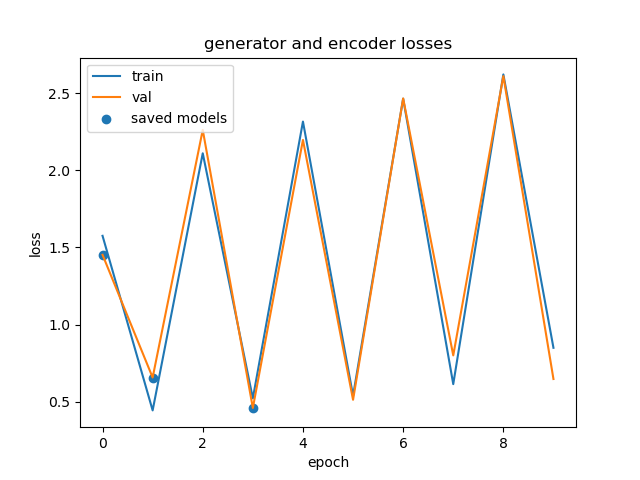 generator and encoder losses
train
val
saved models
2.5
2.0
1.5
1.0
0.5
loss
0 2 4 6 8
epoch